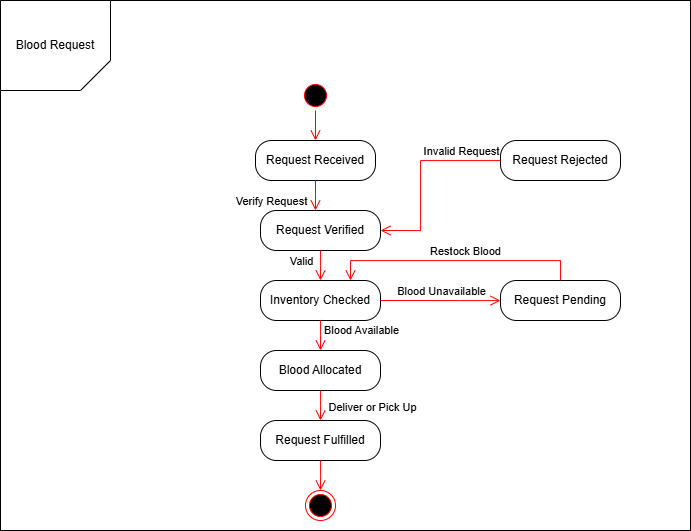 Blood Request
Request Received
Invalid Request
Request Rejected
Verify Request
Request Verified
Valid
Restock Blood
Inventory Checked
Blood Unavailable
Request Pending
Blood Available
Blood Allocated
Deliver or Pick Up
Request Fulfilled